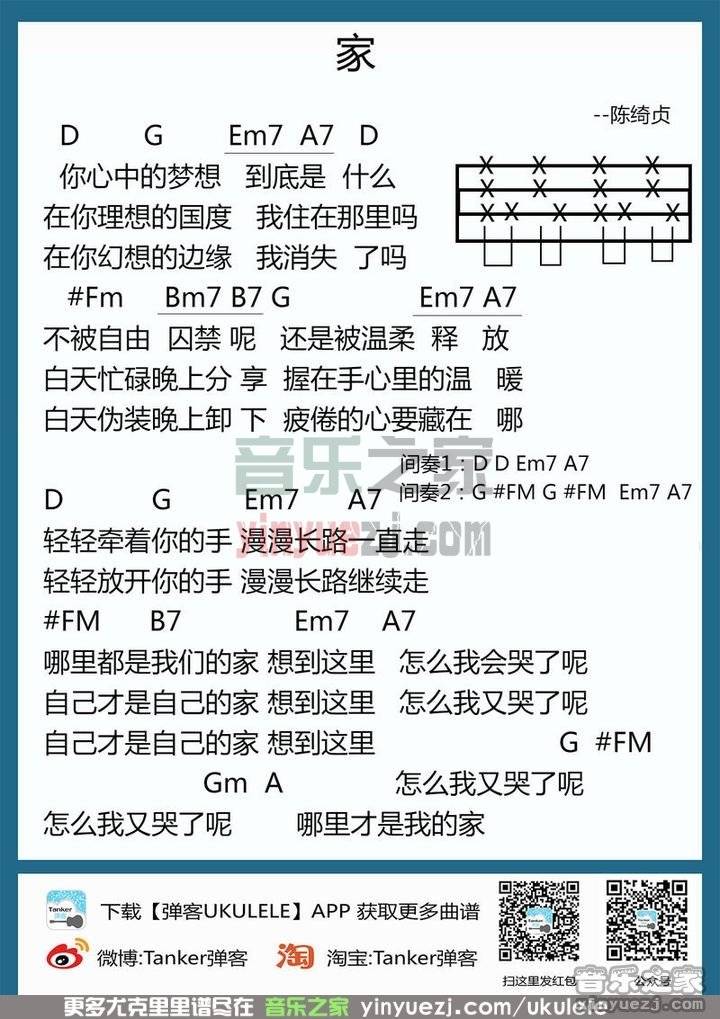 家
--陈绮贞
D G Em7 A7 D
你心中的梦想 到底是 什么
在你理想的国度 我住在那里吗
在你幻想的边缘 我消失 了吗
X X X X
X X X X
X X X X X X
#Fm Bm7 B7 G Em7 A7
不被自由 囚禁 呢 还是被温柔 释 放
白天忙碌晚上分 享 握在手心里的温 暖
白天伪装晚上卸 下 疲倦的心要藏在 哪
音乐之家
yinyuezj.com
间奏1：D D Em7 A7
间奏2：G #FM G #FM Em7 A7
D G Em7 A7
轻轻牵着你的手 漫漫长路一直走
轻轻放开你的手 漫漫长路继续走
#FM B7 Em7 A7
哪里都是我们的家 想到这里 怎么我会哭了呢
自己才是自己的家 想到这里 怎么我又哭了呢
自己才是自己的家 想到这里 G #FM
Gm A 怎么我又哭了呢
怎么我又哭了呢 哪里才是我的家
Tanker
弹客
下载【弹客UKULELE】APP 获取更多曲谱
微博:Tanker弹客
淘
淘宝:Tanker弹客
扫这里发红包
公众号
音乐之家
yinyuezj.com
更多尤克里里谱尽在 音乐之家 yinyuezj.com/ukulele